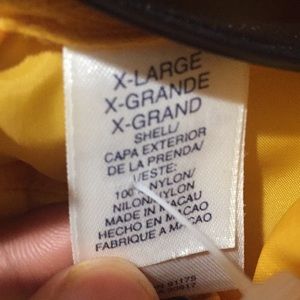 X-LARGE
X-GRANDE
X-GRAND
SHELL/
CAPA EXTERIOR
DE LA PRENDA/
VESTE:
100% NYLON/
NILON/NYLON
MADE IN MACAU
HECHO EN MACAO
FABRIQUE A MACAO